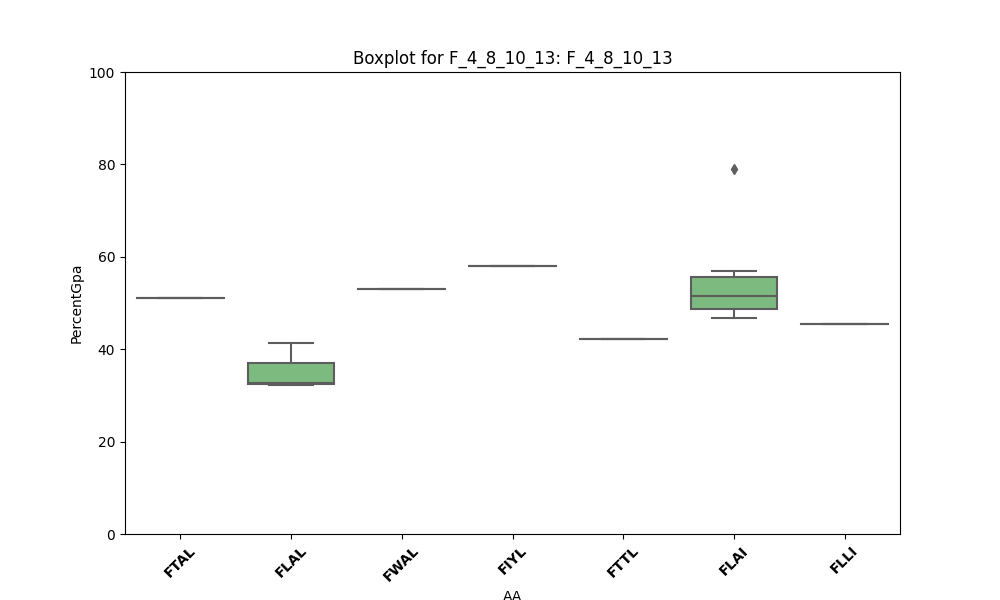 Boxplot for F_4_8_10_13: F_4_8_10_13
100
80
60
40
20
0
PercentGpa
FTAL
FLAL
FWAL
FIYL
FTTL
FLAI
FLLI
AA